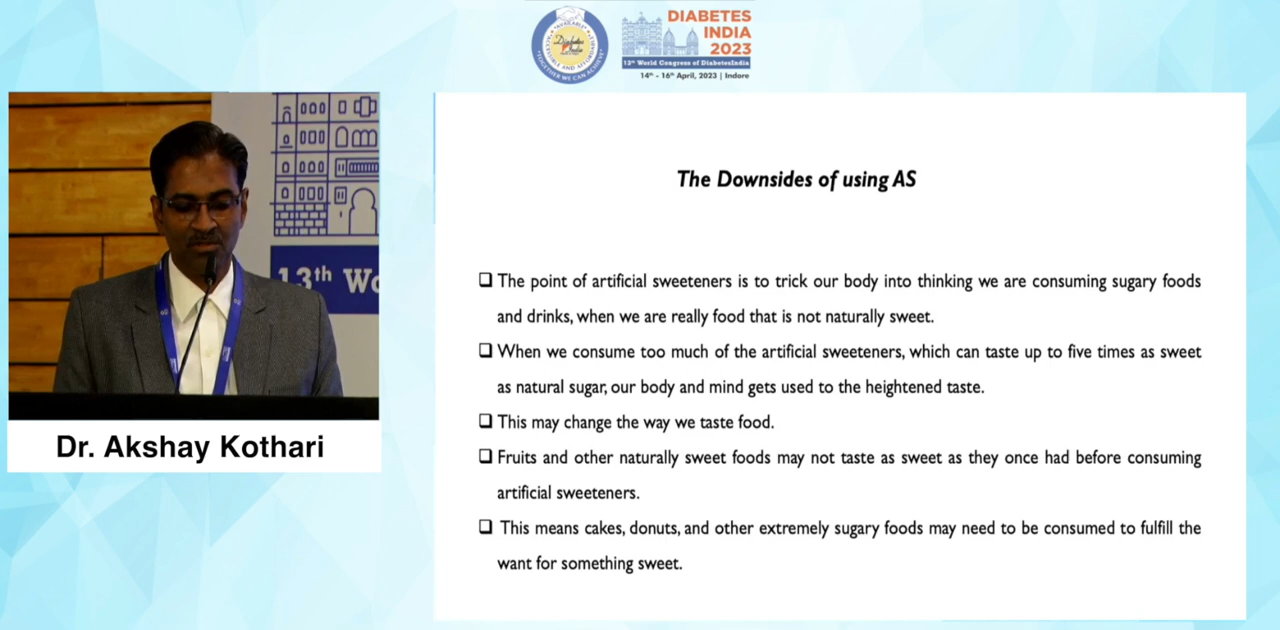 DIABETES
INDIA
2023
13th World Congress of DiabetesIndia
14th - 16th April, 2023 | Indore
Diabetes
India
TOGETHER WE CAN ACHIEVE
13th Wo
Dr. Akshay Kothari
The Downsides of using AS
❑ The point of artificial sweeteners is to trick our body into thinking we are consuming sugary foods
and drinks, when we are really food that is not naturally sweet.
❑ When we consume too much of the artificial sweeteners, which can taste up to five times as sweet
as natural sugar, our body and mind gets used to the heightened taste.
❑ This may change the way we taste food.
❑ Fruits and other naturally sweet foods may not taste as sweet as they once had before consuming
artificial sweeteners.
❑ This means cakes, donuts, and other extremely sugary foods may need to be consumed to fulfill the
want for something sweet.